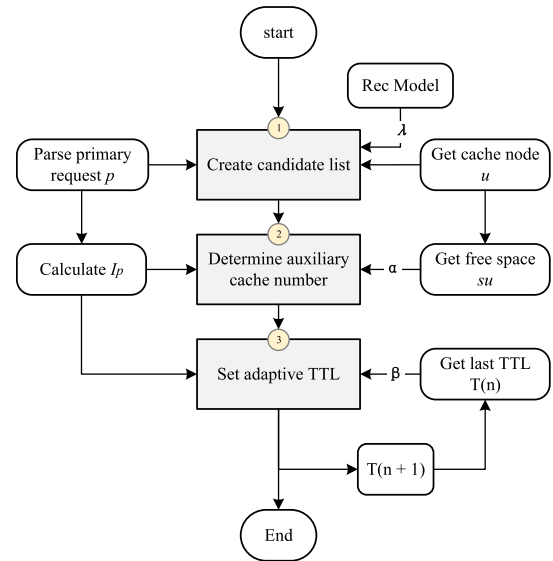 start
Rec Model
λ
1
Parse primary
request p
Create candidate list
Get cache node
u
2
Calculate Ip
Determine auxiliary
cache number
α
Get free space
su
3
Set adaptive TTL
β
Get last TTL
T(n)
T(n + 1)
End